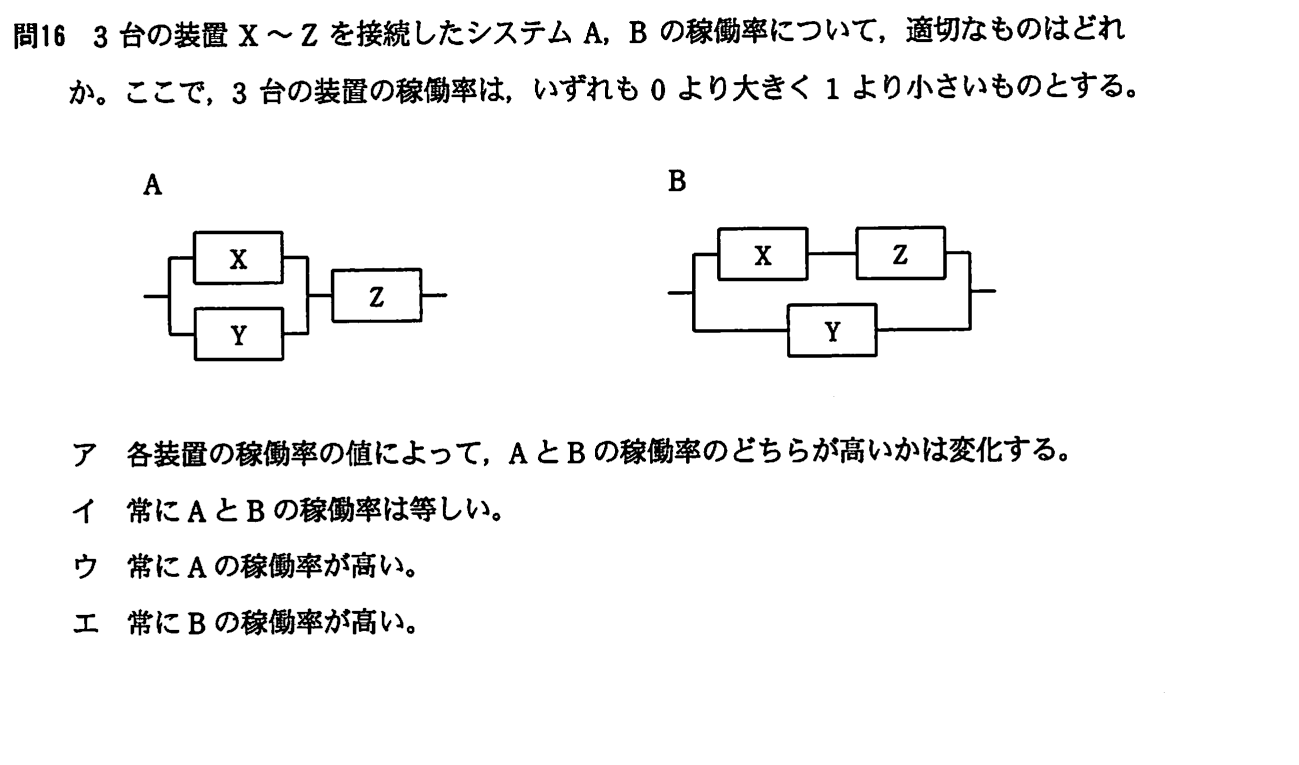 問16 3 台の装置 X ～ Z を接続したシステム A，B の稼働率について，適切なものはどれ
か。ここで，3 台の装置の稼働率は，いずれも 0 より大きく 1 より小さいものとする。
A B
X X Z
Z
Y Y
ア 各装置の稼働率の値によって，A と B の稼働率のどちらが高いかは変化する。
イ 常に A と B の稼働率は等しい。
ウ 常に A の稼働率が高い。
エ 常に B の稼働率が高い。